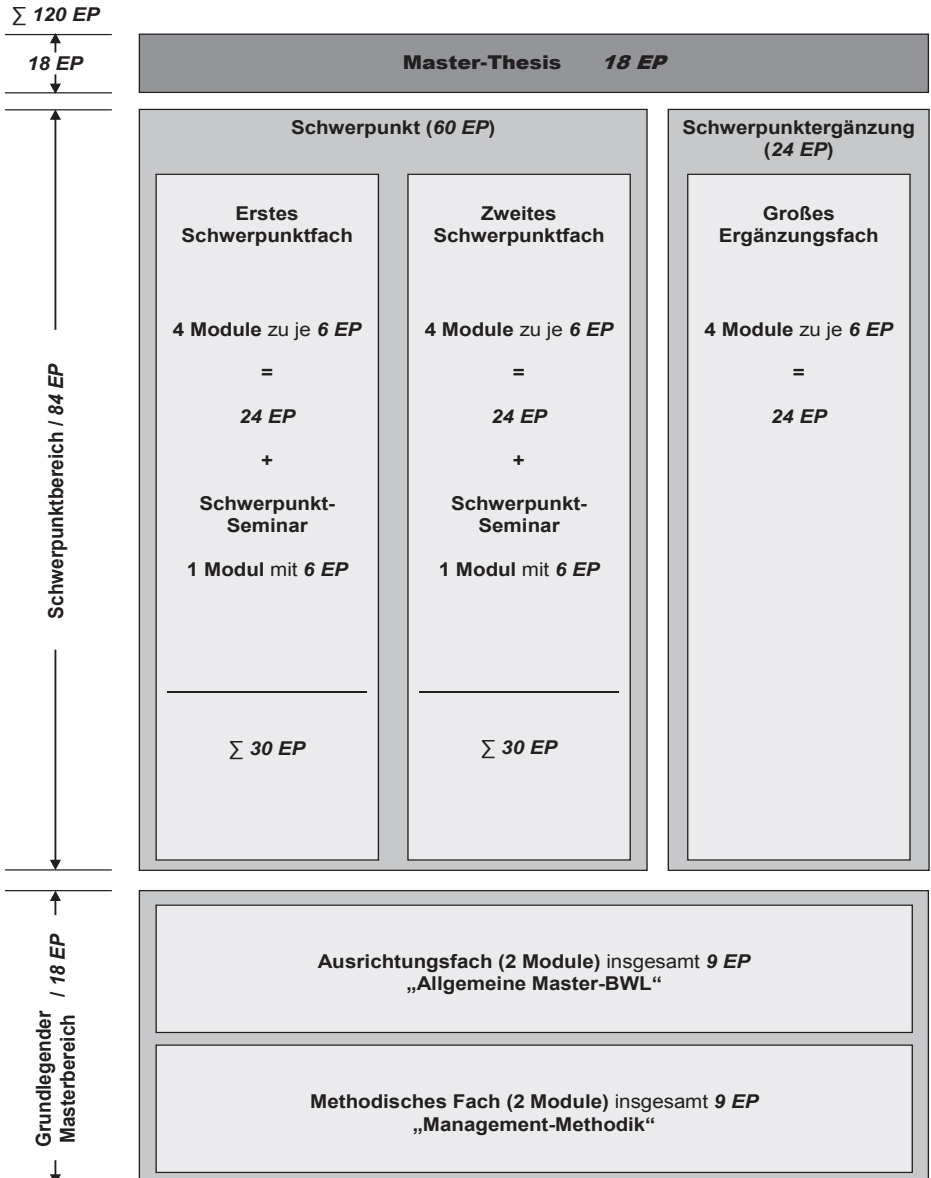 ∑ 120 EP
18 EP
Master-Thesis 18 EP
Schwerpunktbereich / 84 EP
Schwerpunkt (60 EP)
Erstes
Schwerpunktfach
4 Module zu je 6 EP
=
24 EP
+
Schwerpunkt-
Seminar
1 Modul mit 6 EP
∑ 30 EP
Zweites
Schwerpunktfach
4 Module zu je 6 EP
=
24 EP
+
Schwerpunkt-
Seminar
1 Modul mit 6 EP
∑ 30 EP
Schwerpunktergänzung
(24 EP)
Großes
Ergänzungsfach
4 Module zu je 6 EP
=
24 EP
Grundlegender / 18 EP
Masterbereich
Ausrichtungsfach (2 Module) insgesamt 9 EP
„Allgemeine Master-BWL“
Methodisches Fach (2 Module) insgesamt 9 EP
„Management-Methodik“